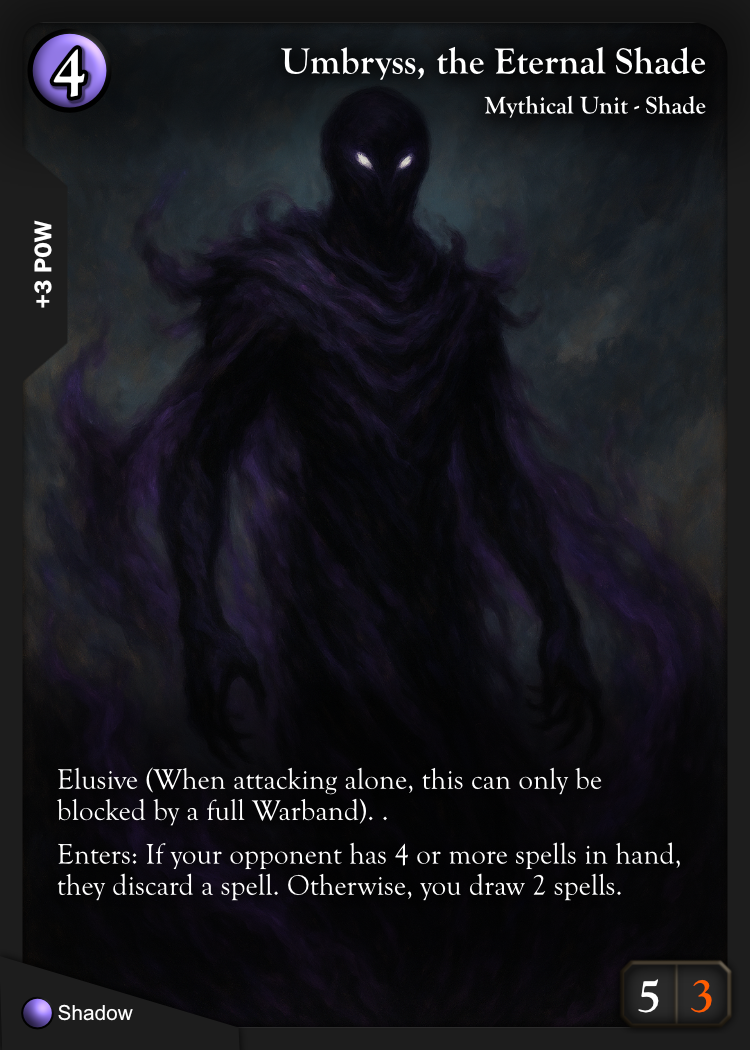 4
Umbryss, the Eternal Shade
Mythical Unit - Shade
+3 POW
Elusive (When attacking alone, this can only be
blocked by a full Warband). .
Enters: If your opponent has 4 or more spells in hand,
they discard a spell. Otherwise, you draw 2 spells.
5 3
Shadow